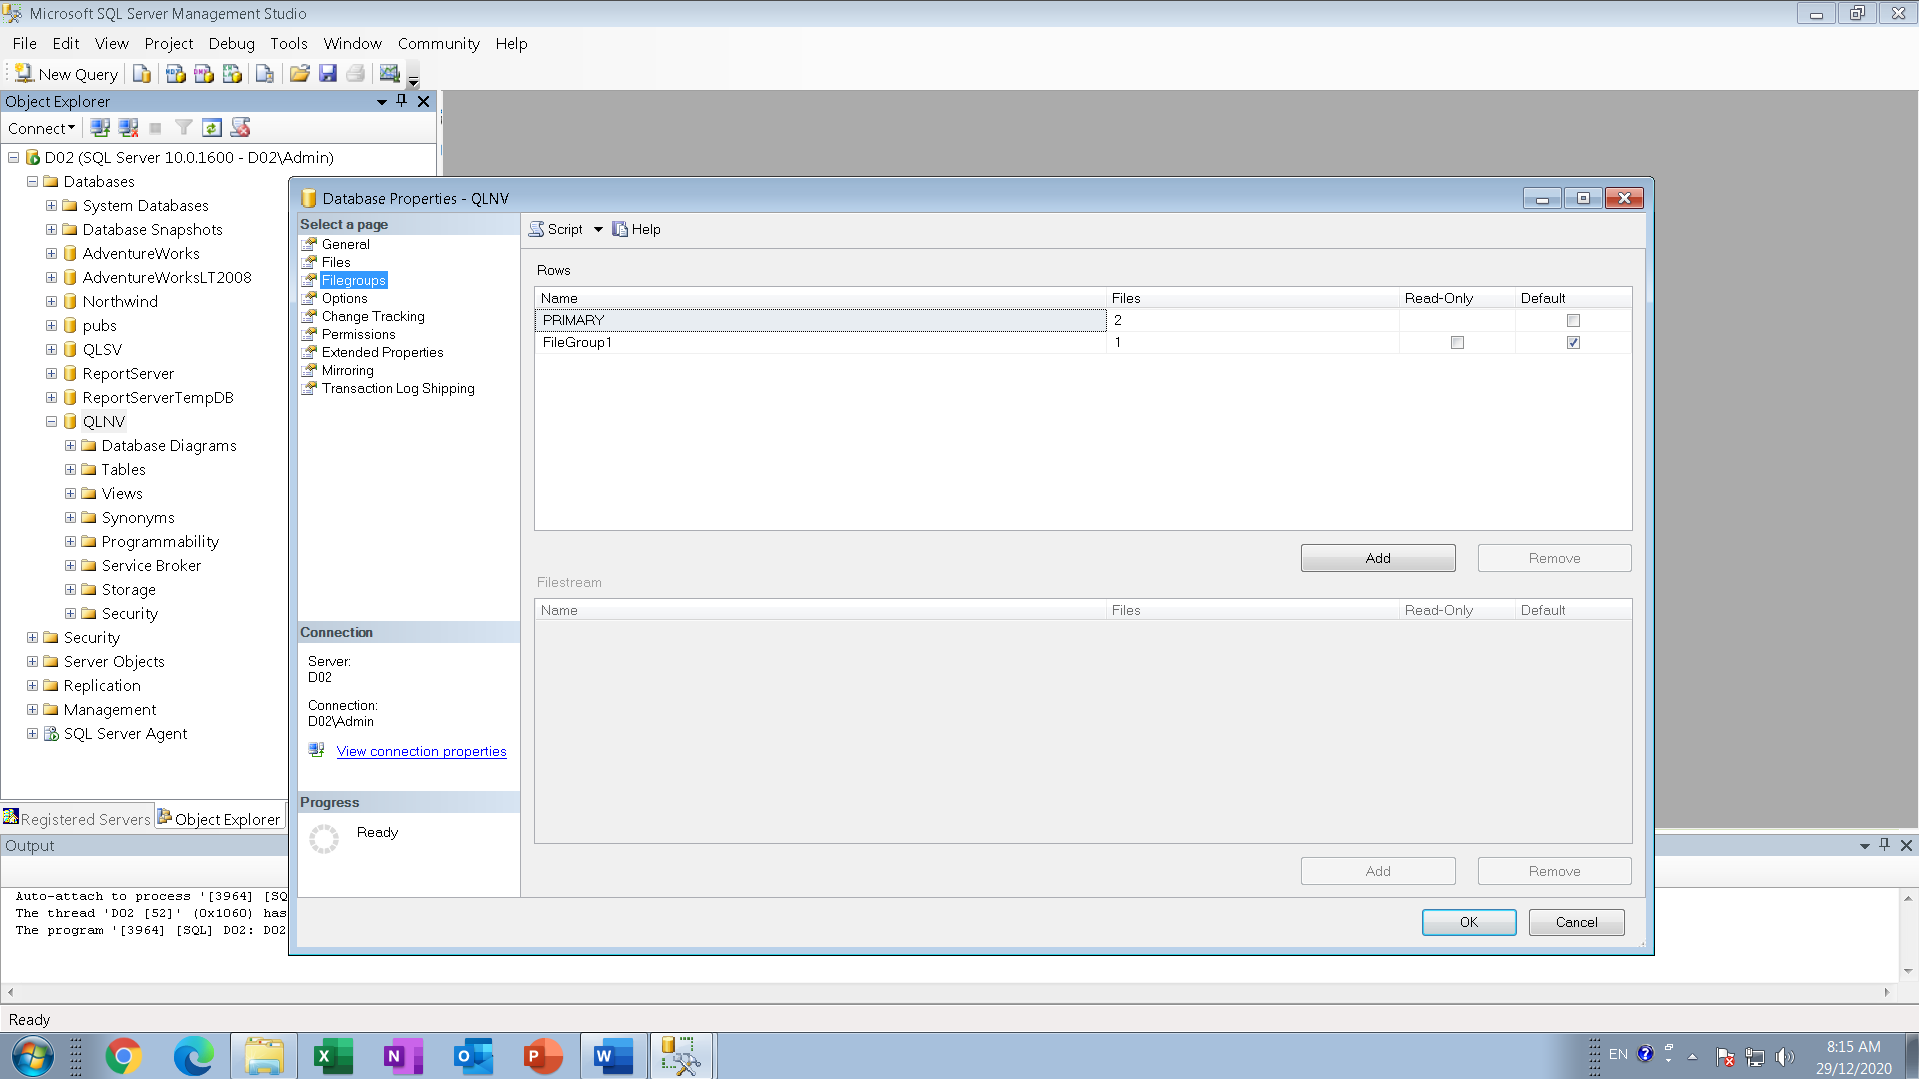 Microsoft SQL Server Management Studio
File Edit View Project Debug Tools Window Community Help
New Query
Object Explorer
Connect
D02 (SQL Server 10.0.1600 - D02\Admin)
Databases
System Databases
Database Snapshots
AdventureWorks
AdventureWorksLT2008
Northwind
pubs
QLSV
ReportServer
ReportServerTempDB
QLNV
Database Diagrams
Tables
Views
Synonyms
Programmability
Service Broker
Storage
Security
Security
Server Objects
Replication
Management
SQL Server Agent
Registered Servers Object Explorer
Database Properties - QLNV
Select a page
General
Files
Filegroups
Options
Change Tracking
Permissions
Extended Properties
Mirroring
Transaction Log Shipping
Connection
Server:
D02
Connection:
D02\Admin
View connection properties
Progress
Ready
Script Help
Rows
Name Files Read-Only Default
PRIMARY 2
FileGroup1 1
Add Remove
Filestream
Name Files Read-Only Default
Add Remove
OK Cancel
Output
Auto-attach to process '[3964] [SQ
The thread 'D02 [52]' (0x1060) has
The program '[3964] [SQL] D02: D02
Ready
EN
8:15 AM
29/12/2020